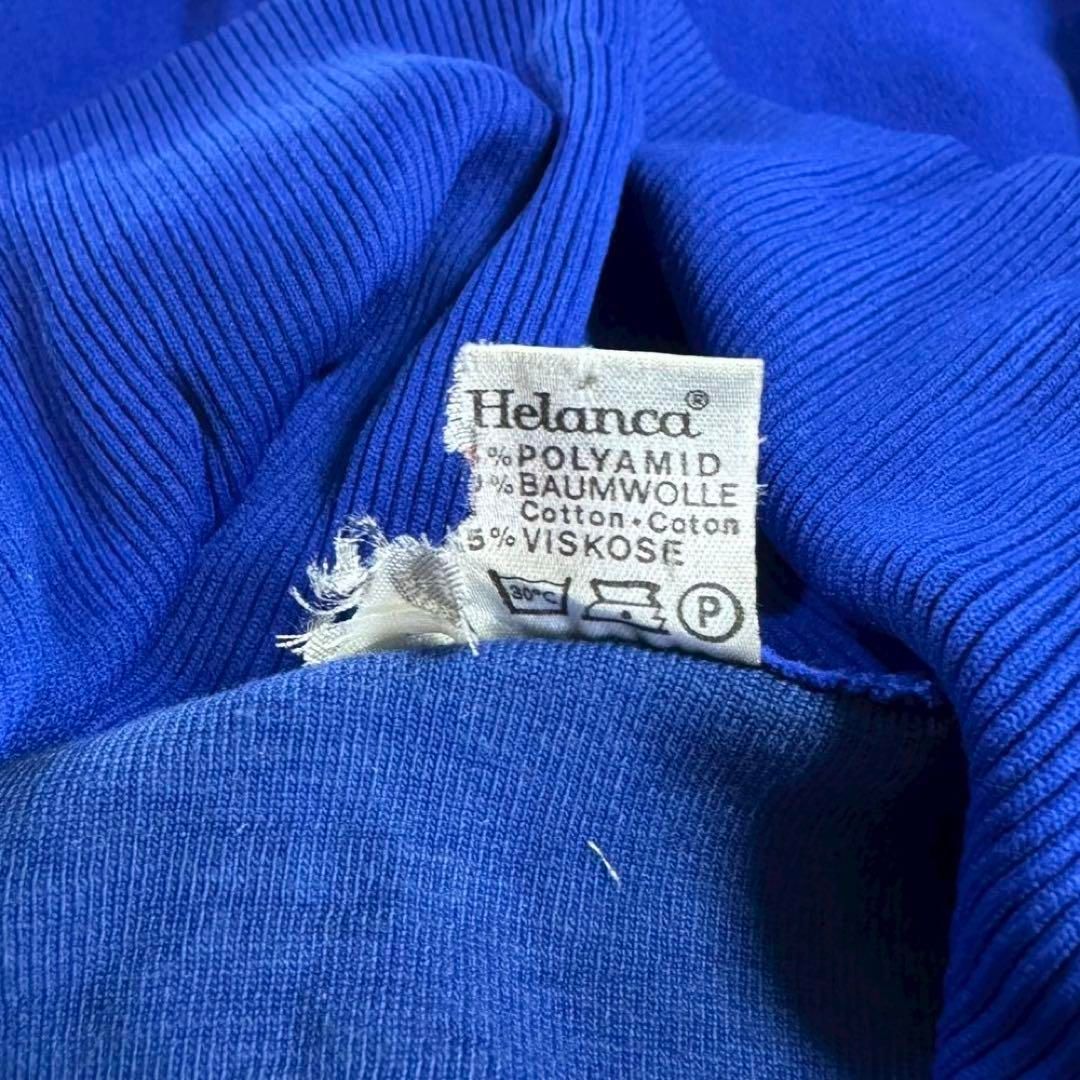 Helanca®
% POLYAMID
% BAUMWOLLE
Cotton • Coton
5% VISKOSE
30°C P